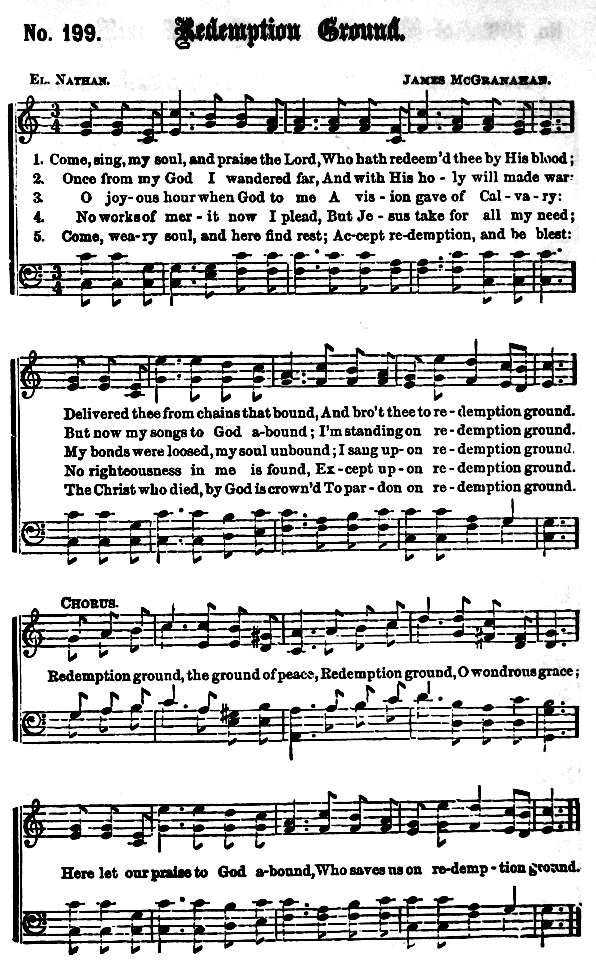 No. 199. Redemption Ground.
EL. NATHAN. JAMES McGRANAHAN.
1. Come, sing, my soul, and praise the Lord, Who hath redeem'd thee by His blood;
2. Once from my God I wandered far, And with His ho - ly will made war:
3. O joy-ous hour when God to me A vis - ion gave of Cal - va - ry:
4. No works of mer - it now I plead, But Je - sus take for all my need;
5. Come, wea-ry soul, and here find rest; Ac-cept re-demption, and be blest:
Delivered thee from chains that bound, And bro't thee to re - demption ground.
But now my songs to God a-bound; I'm standing on re - demption ground.
My bonds were loosed, my soul unbound; I sang up-on re - demption ground.
No righteousness in me is found, Ex - cept up-on re - demption ground.
The Christ who died, by God is crown'd To par-don on re - demption ground.
CHORUS.
Redemption ground, the ground of peace, Redemption ground, O wondrous grace;
Here let our praise to God a-bound, Who saves us on re-demp - tion ground.